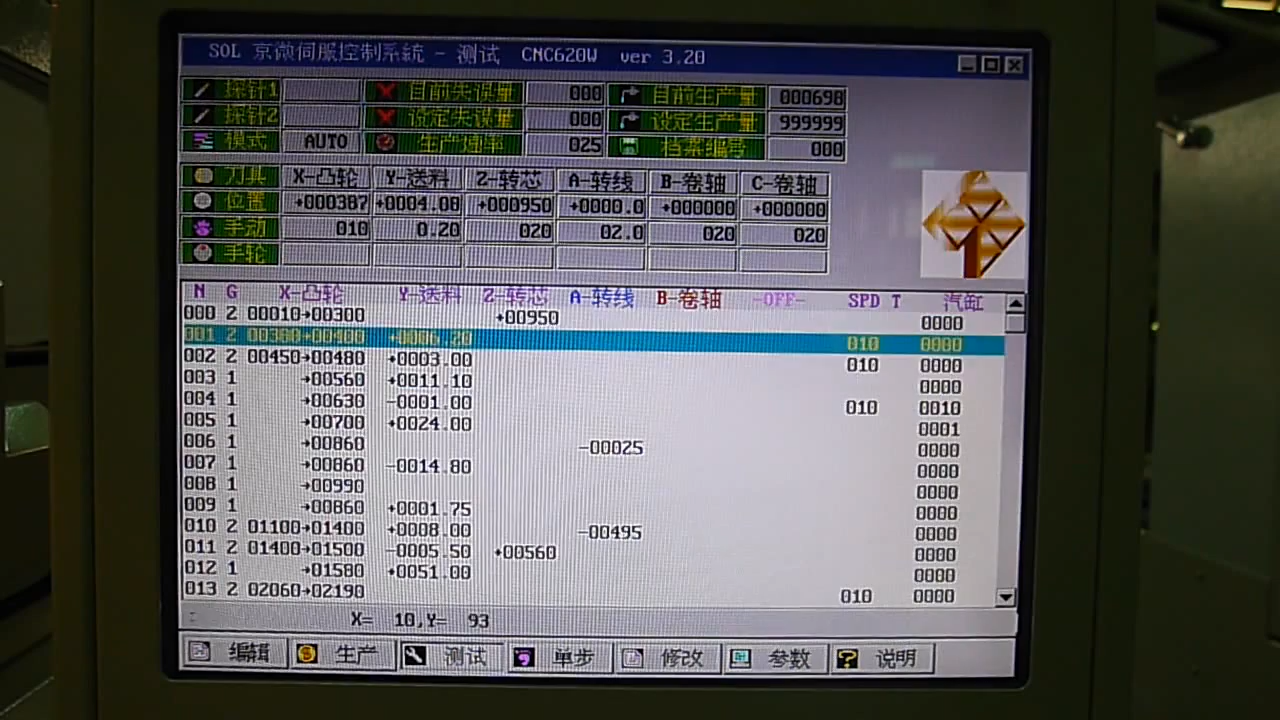 SOL 京微伺服控制系统 - 测试 CNC620W ver 3.20
探针1 目前失误量 000 目前生产量 000698
探针2 设定失误量 000 设定生产量 999999
模式 AUTO 生产速率 025 档案编号 000
刀具 X-凸轮 Y-送料 Z-转芯 A-转线 B-卷轴 C-卷轴
位置 +000387 +0004.08 +000950 +0000.0 +000000 +000000
手动 010 0.20 020 02.0 020 020
手轮
N G X-凸轮 Y-送料 Z-转芯 A-转线 B-卷轴 -OFF- SPD T 汽缸
000 2 00010→00300 +00950 0000
001 2 00380→00400 +0006.20 010 0000
002 2 00450→00480 +0003.00 010 0000
003 1 →00560 +0011.10 0000
004 1 →00630 -0001.00 010 0010
005 1 →00700 +0024.00 0001
006 1 →00860 -00025 0000
007 1 →00860 -0014.80 0000
008 1 →00990 0000
009 1 →00860 +0001.75 0000
010 2 01100→01400 +0008.00 -00495 0000
011 2 01400→01500 -0005.50 +00560 0000
012 1 →01580 +0051.00 0000
013 2 02060→02190 010 0000
: X= 10,Y= 93
编辑 生产 测试 单步 修改 参数 说明